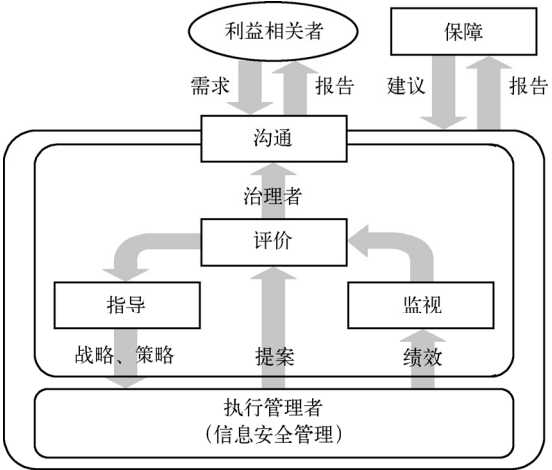 利益相关者
保障
需求
报告
建议
报告
沟通
治理者
评价
指导
监视
战略、策略
提案
绩效
执行管理者
（信息安全管理）